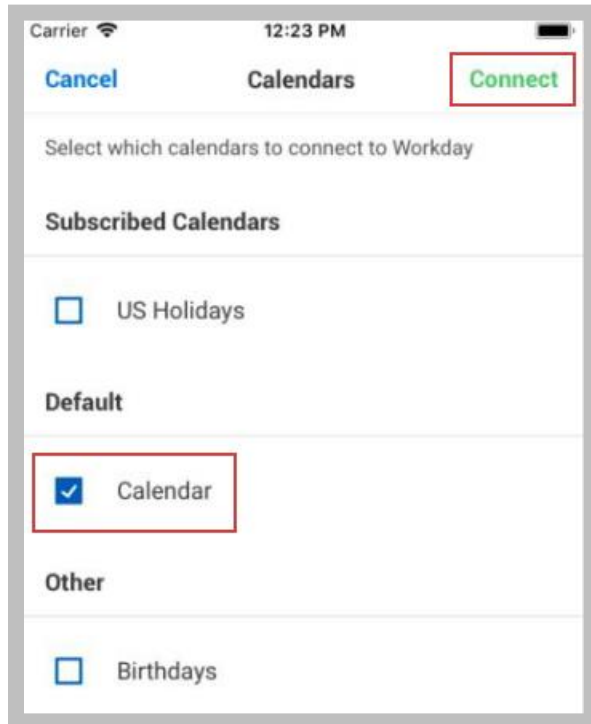 Carrier 12:23 PM
Cancel Calendars Connect
Select which calendars to connect to Workday
Subscribed Calendars
US Holidays
Default
Calendar
Other
Birthdays